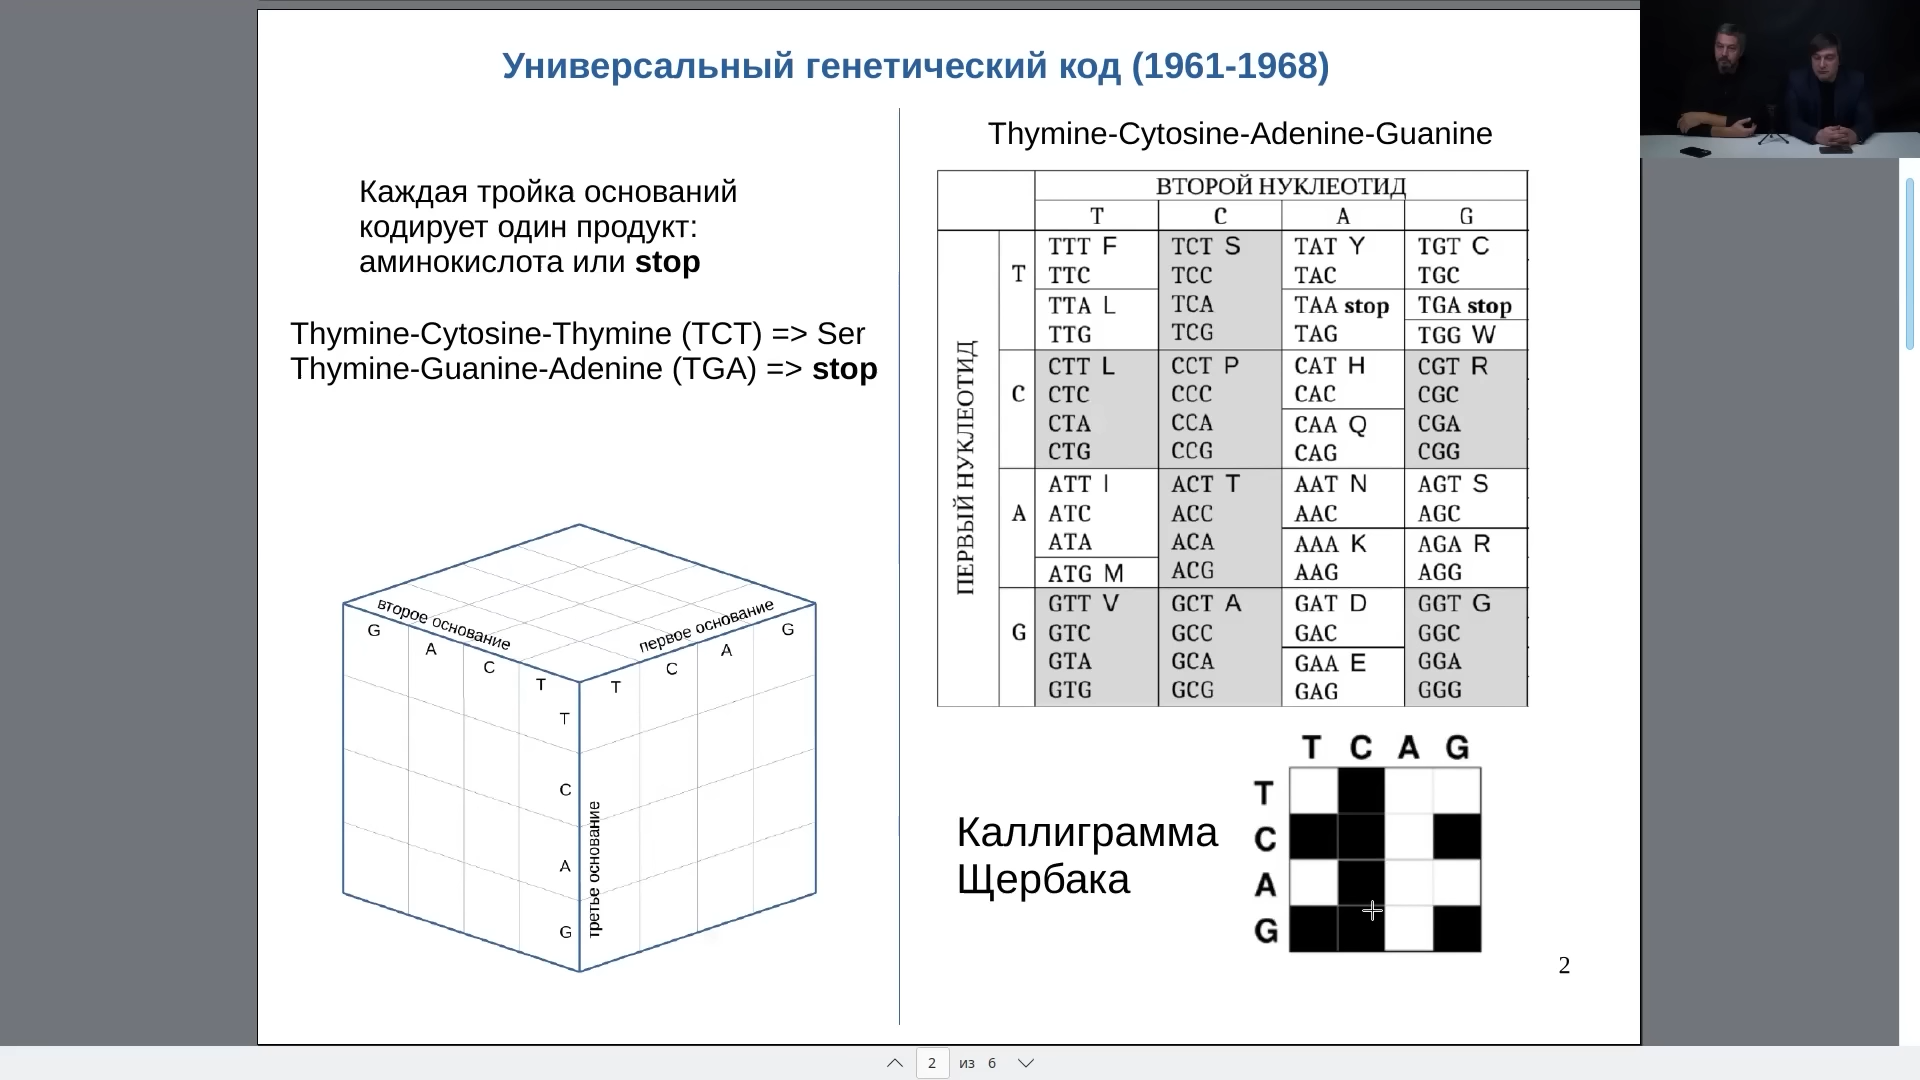 Универсальный генетический код (1961-1968)
Каждая тройка оснований
кодирует один продукт:
аминокислота или stop
Thymine-Cytosine-Thymine (TCT) => Ser
Thymine-Guanine-Adenine (TGA) => stop
второе основание
первое основание
G A C T T C A G
T
C
A
G
третье основание
Thymine-Cytosine-Adenine-Guanine
ВТОРОЙ НУКЛЕОТИД
T C A G
ПЕРВЫЙ НУКЛЕОТИД
TTT F TCT S TAT Y TGT C
T TTC TCC TAC TGC
TTA L TCA TAA stop TGA stop
TTG TCG TAG TGG W
CTT L CCT P CAT H CGT R
C CTC CCC CAC CGC
CTA CCA CAA Q CGA
CTG CCG CAG CGG
ATT I ACT T AAT N AGT S
A ATC ACC AAC AGC
ATA ACA AAA K AGA R
ATG M ACG AAG AGG
GTT V GCT A GAT D GGT G
G GTC GCC GAC GGC
GTA GCA GAA E GGA
GTG GCG GAG GGG
Каллиграмма
Щербака
T C A G
T
C
A
G
2
2 из 6